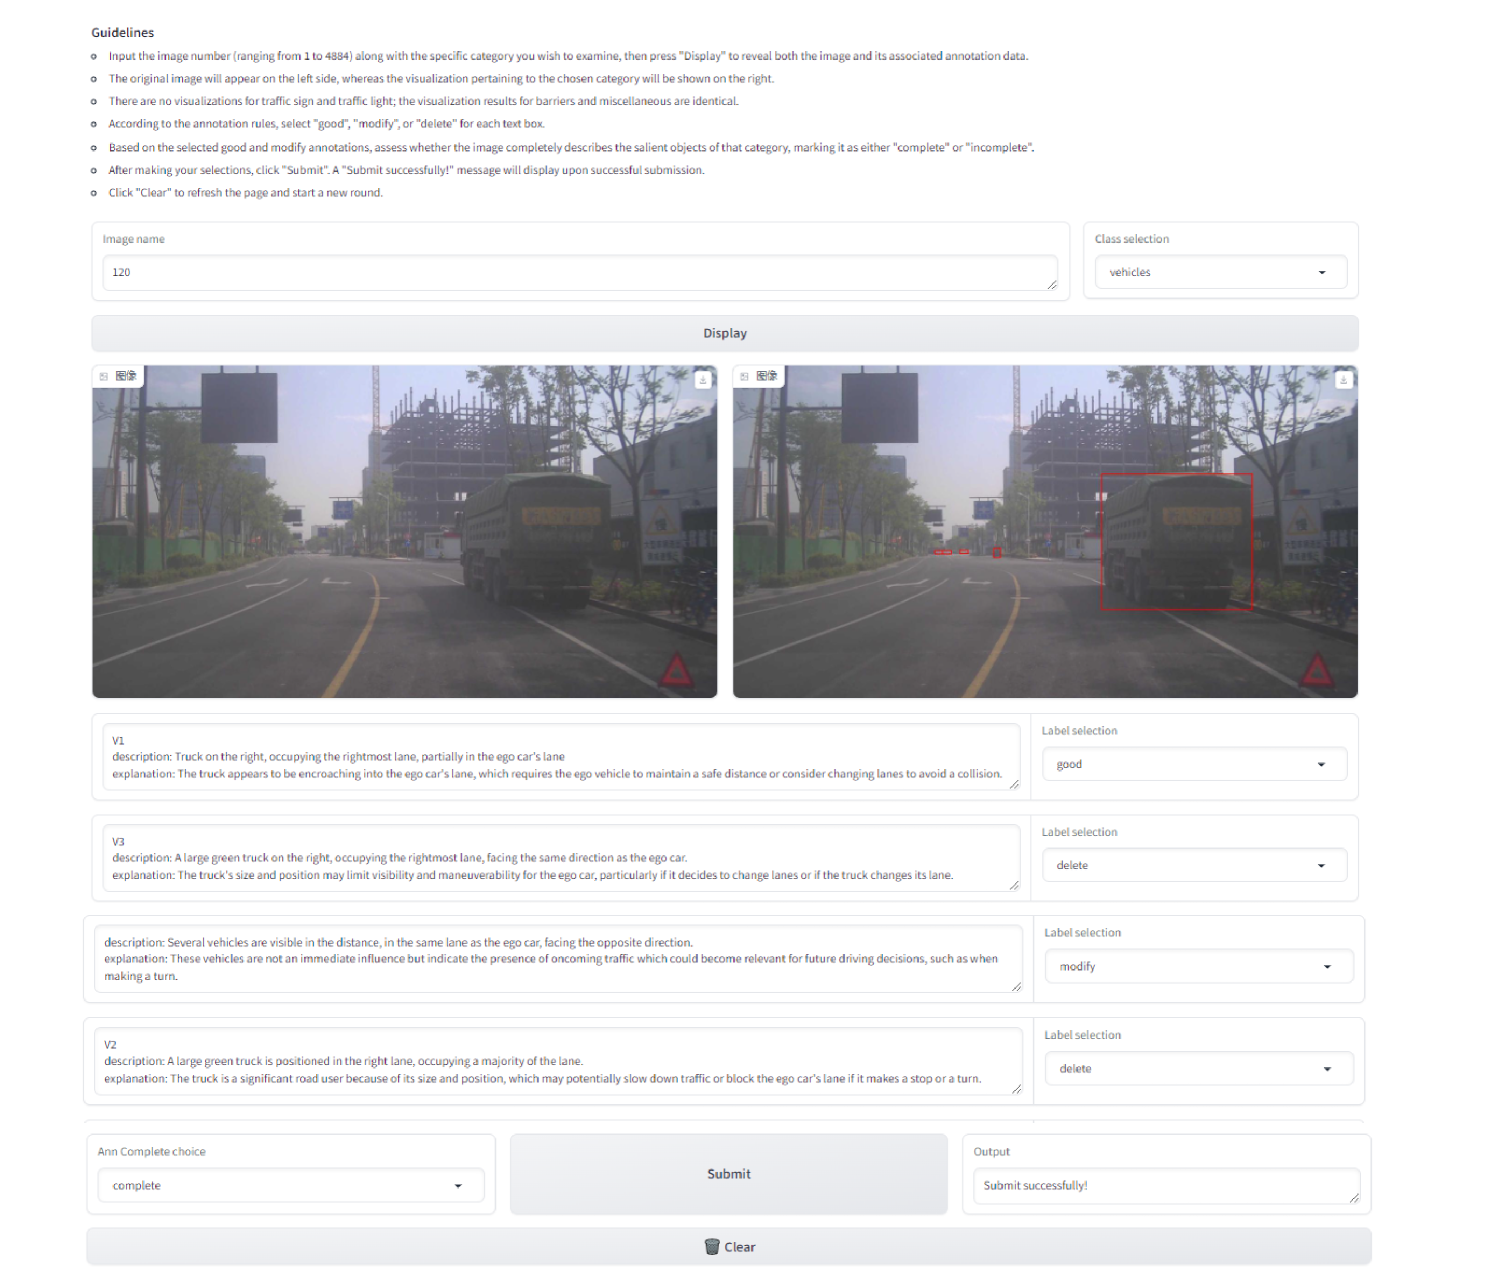 Guidelines
Input the image number (ranging from 1 to 4884) along with the specific category you wish to examine, then press "Display" to reveal both the image and its associated annotation data.
The original image will appear on the left side, whereas the visualization pertaining to the chosen category will be shown on the right.
There are no visualizations for traffic sign and traffic light; the visualization results for barriers and miscellaneous are identical.
According to the annotation rules, select "good", "modify", or "delete" for each text box.
Based on the selected good and modify annotations, assess whether the image completely describes the salient objects of that category, marking it as either "complete" or "incomplete".
After making your selections, click "Submit". A "Submit successfully!" message will display upon successful submission.
Click "Clear" to refresh the page and start a new round.
Image name
Class selection
120
vehicles
Display
图像
图像
V1
description: Truck on the right, occupying the rightmost lane, partially in the ego car's lane
explanation: The truck appears to be encroaching into the ego car's lane, which requires the ego vehicle to maintain a safe distance or consider changing lanes to avoid a collision.
Label selection
good
V3
description: A large green truck on the right, occupying the rightmost lane, facing the same direction as the ego car.
explanation: The truck's size and position may limit visibility and maneuverability for the ego car, particularly if it decides to change lanes or if the truck changes its lane.
Label selection
delete
description: Several vehicles are visible in the distance, in the same lane as the ego car, facing the opposite direction.
explanation: These vehicles are not an immediate influence but indicate the presence of oncoming traffic which could become relevant for future driving decisions, such as when
making a turn.
Label selection
modify
V2
description: A large green truck is positioned in the right lane, occupying a majority of the lane.
explanation: The truck is a significant road user because of its size and position, which may potentially slow down traffic or block the ego car's lane if it makes a stop or a turn.
Label selection
delete
Ann Complete choice
complete
Submit
Output
Submit successfully!
Clear